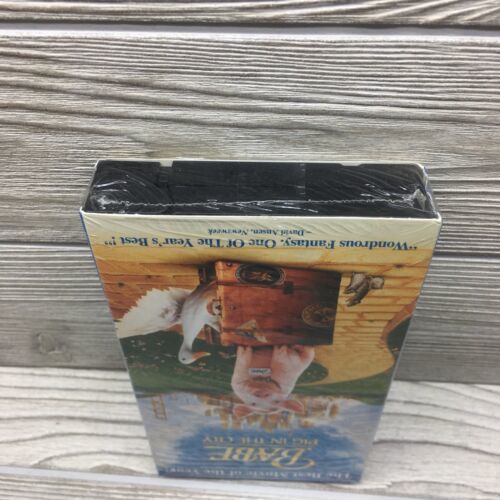 "The Best Movie of the Year!
BABE
PIG IN THE CITY
"Wondrous Fantasy. One Of The Year's Best!"
– David Ansen, Newsweek